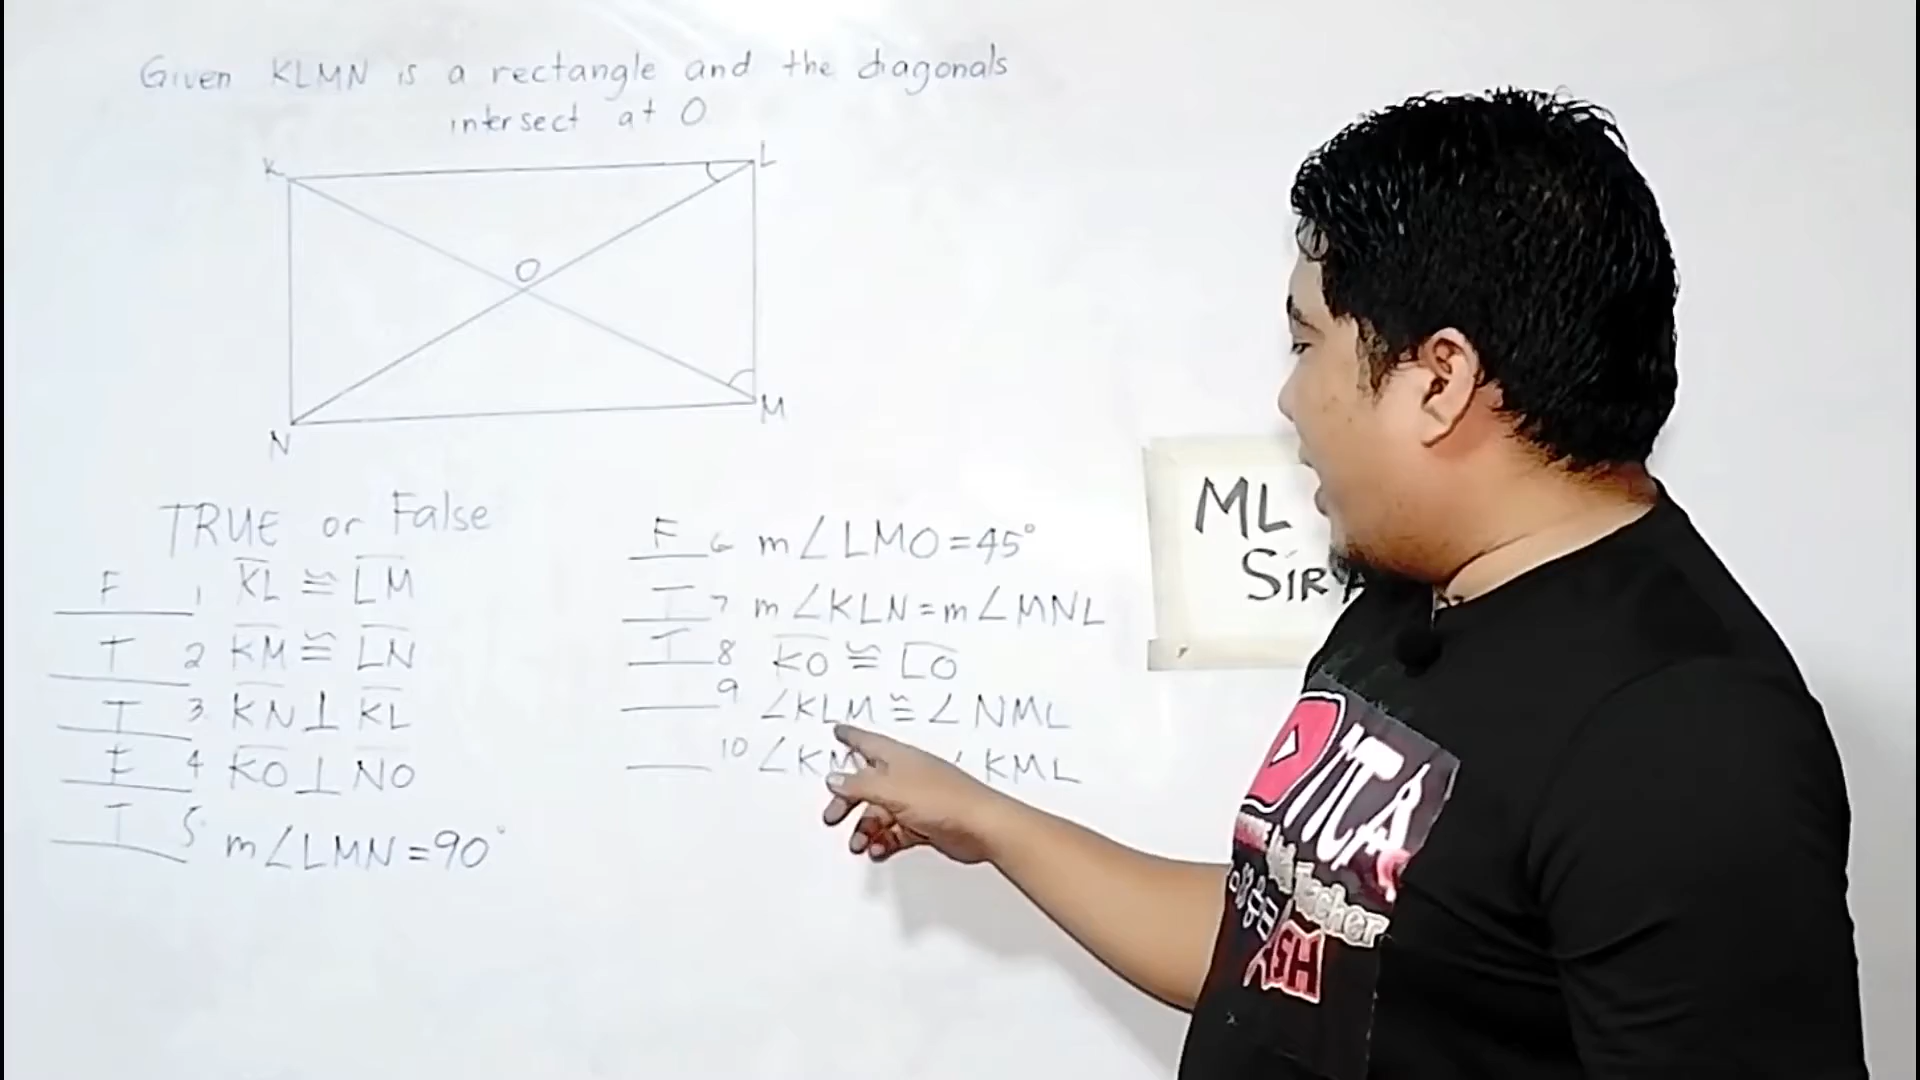 Given KLMN is a rectangle and the diagonals
intersect at O
K
L
O
M
N
TRUE or False
F 1 KL ≅ LM
T 2 KM ≅ LN
T 3 KN ⊥ KL
F 4 KO ⊥ NO
T 5. m∠LMN = 90°
F 6 m∠LMO = 45°
T 7 m∠KLN = m∠MNL
T 8 KO ≅ LO
9 ∠KLM ≅ ∠NML
10 ∠KM ∠KML
ML
SIR
Teacher